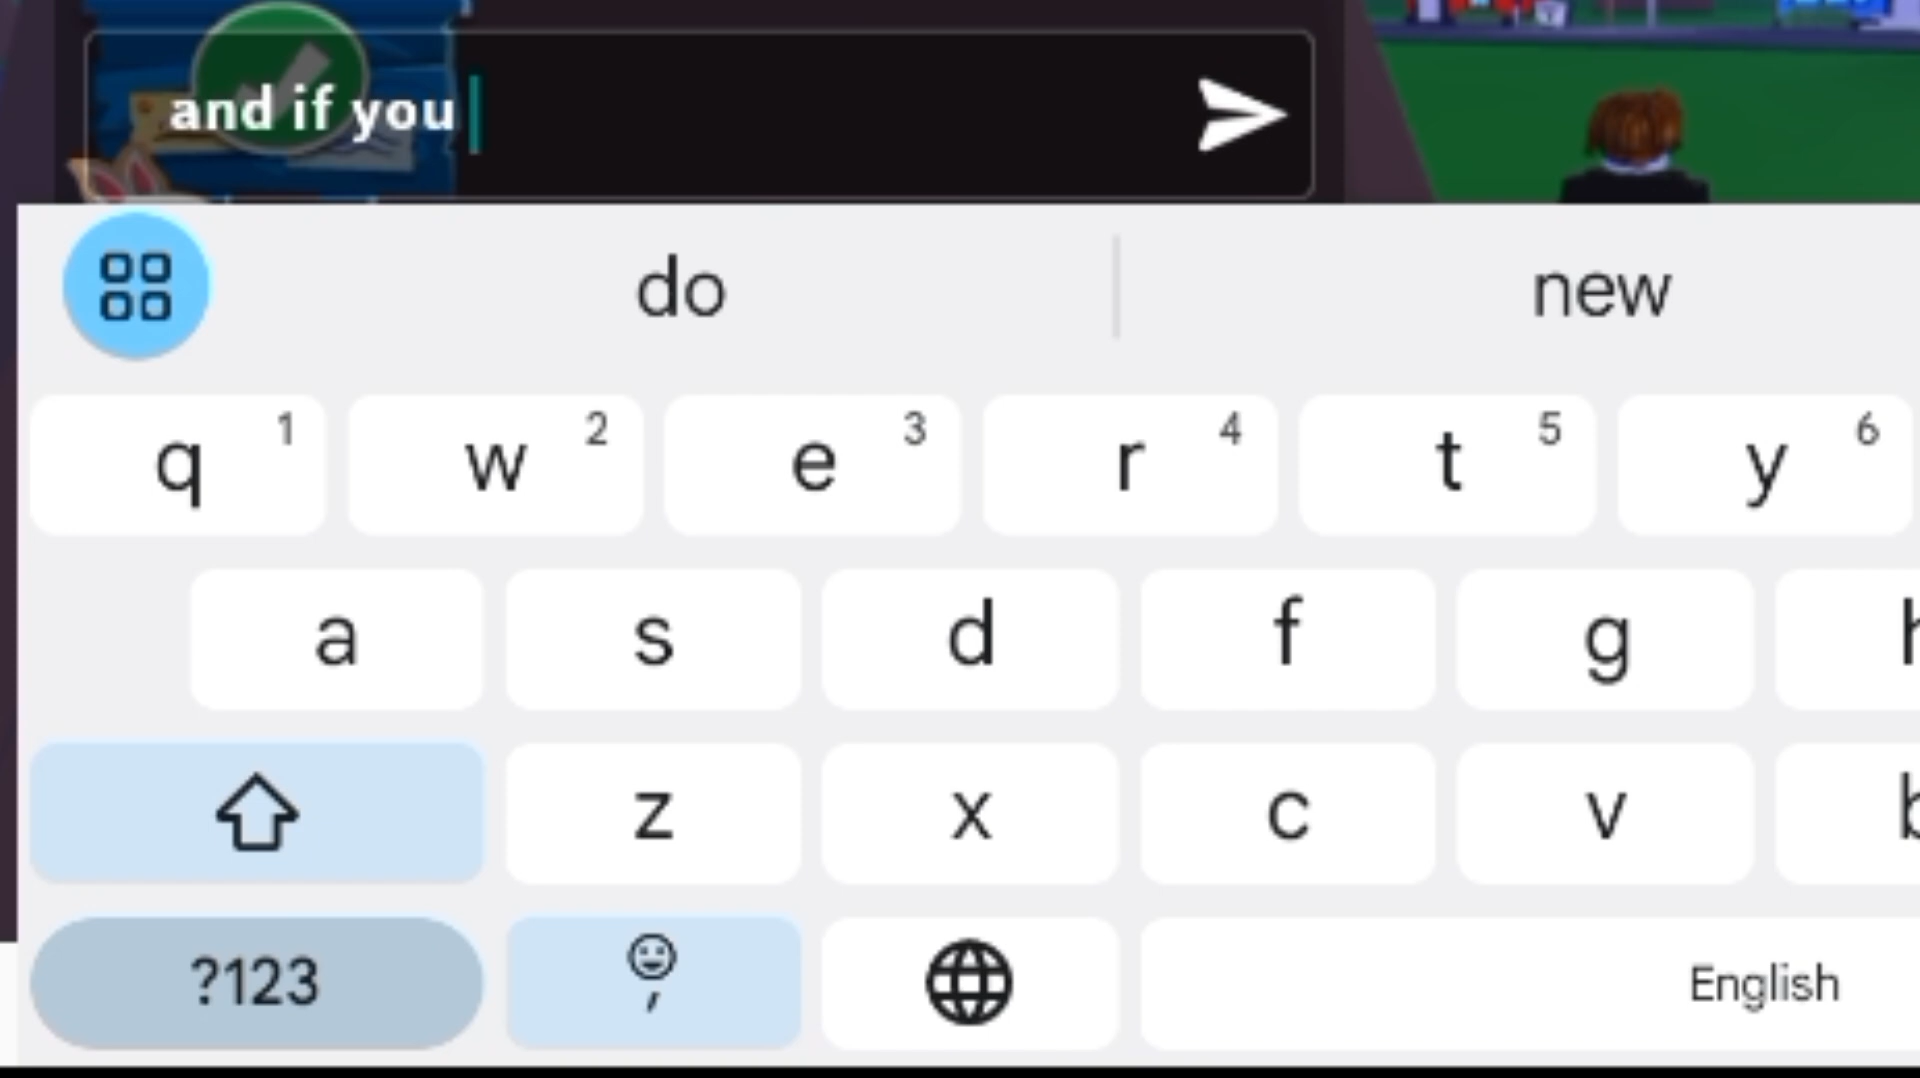 and if you
do new
q 1 w 2 e 3 r 4 t 5 y 6
a s d f g h
z x c v b
?123 , English